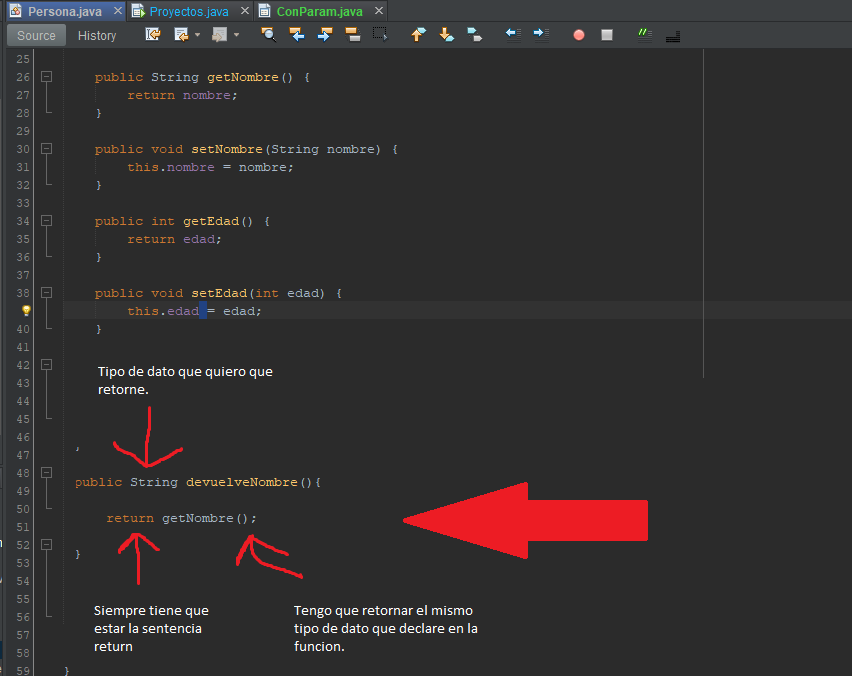 Persona.java × Proyectos.java × ConParam.java ×
Source History
25
26 public String getNombre() {
27 return nombre;
28 }
29
30 public void setNombre(String nombre) {
31 this.nombre = nombre;
32 }
33
34 public int getEdad() {
35 return edad;
36 }
37
38 public void setEdad(int edad) {
this.edad = edad;
40 }
41
42
Tipo de dato que quiero que
43
retorne.
44
45
46
47
48
public String devuelveNombre(){
49
50
return getNombre();
51
52
}
53
54
55
Siempre tiene que Tengo que retornar el mismo
56
estar la sentencia tipo de dato que declare en la
57
return funcion.
58
59 }